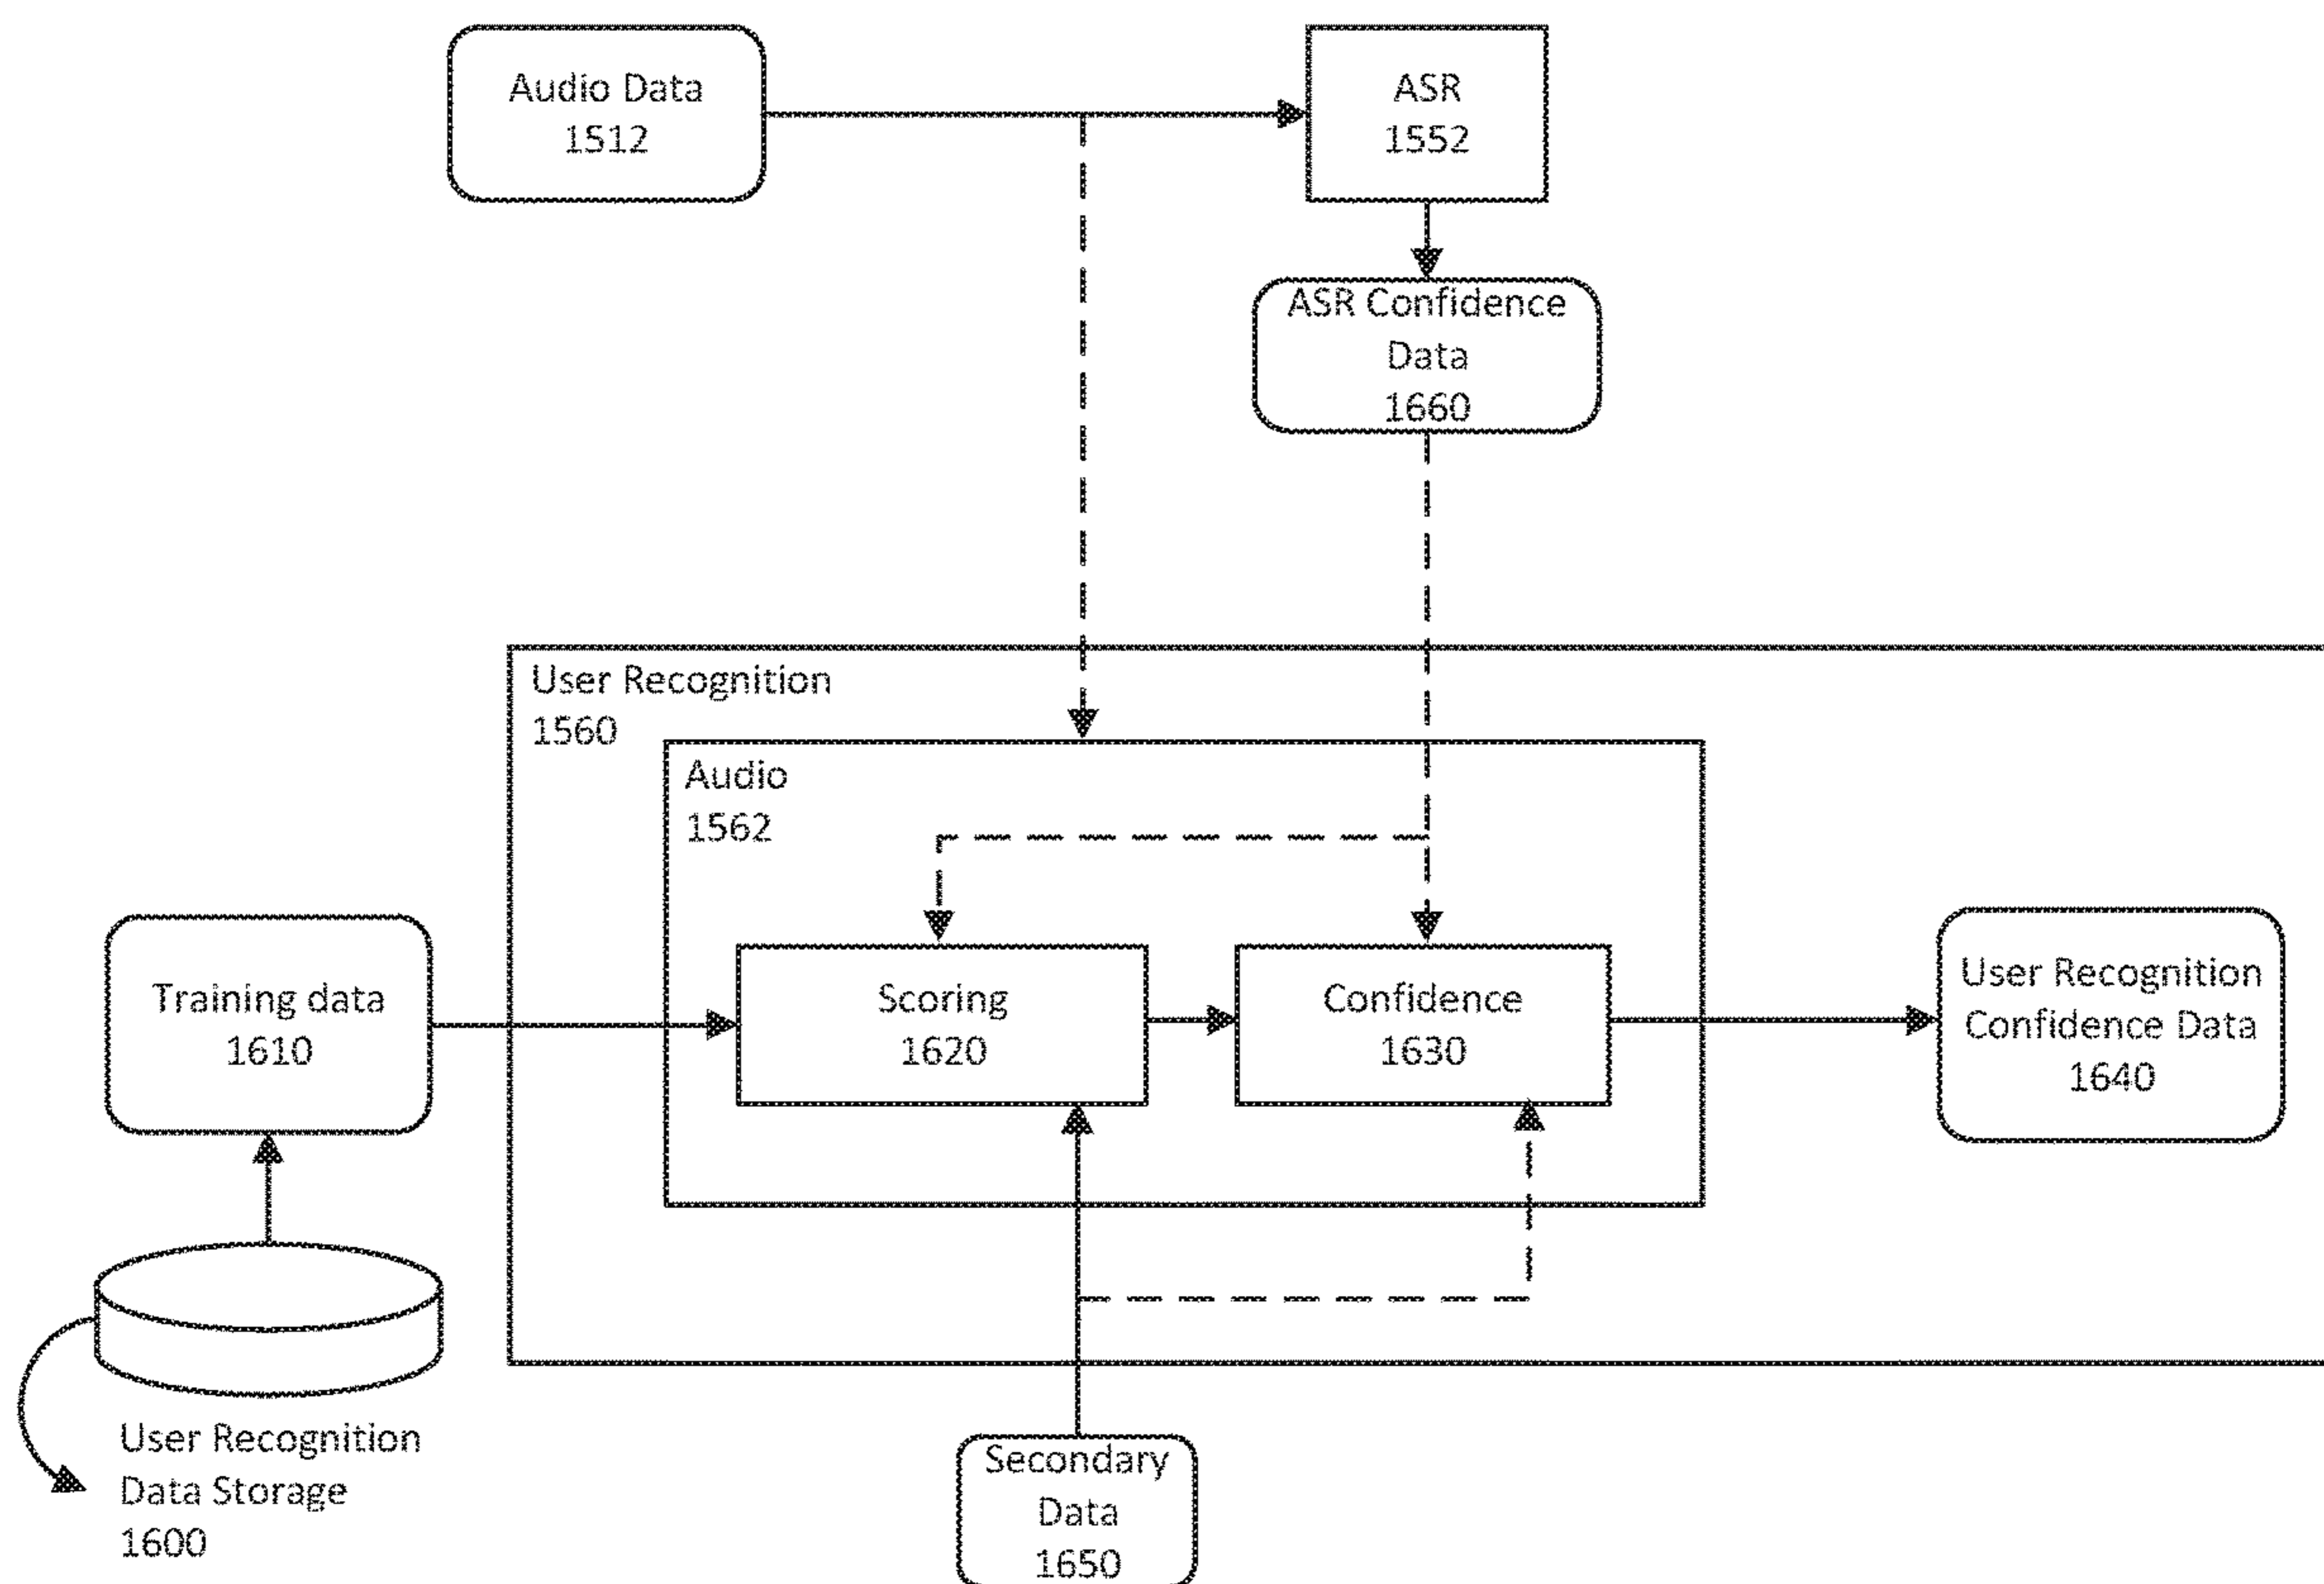 Audio Data
1512
ASR
1552
ASR Confidence
Data
1660
User Recognition
1560
Audio
1562
Training data
1610
Scoring
1620
Confidence
1630
User Recognition
Confidence Data
1640
User Recognition
Data Storage
1600
Secondary
Data
1650